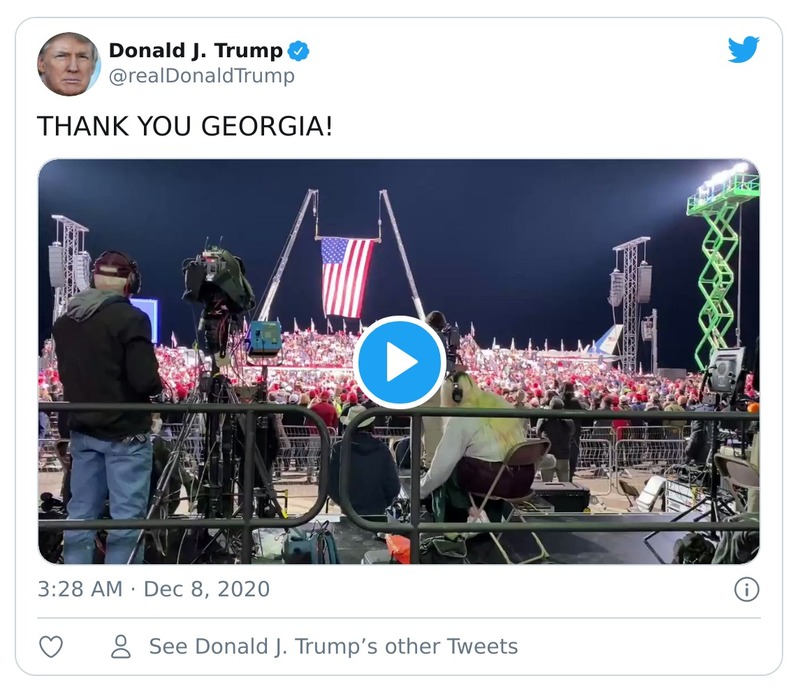 Donald J. Trump
@realDonaldTrump
THANK YOU GEORGIA!
3:28 AM · Dec 8, 2020
See Donald J. Trump’s other Tweets